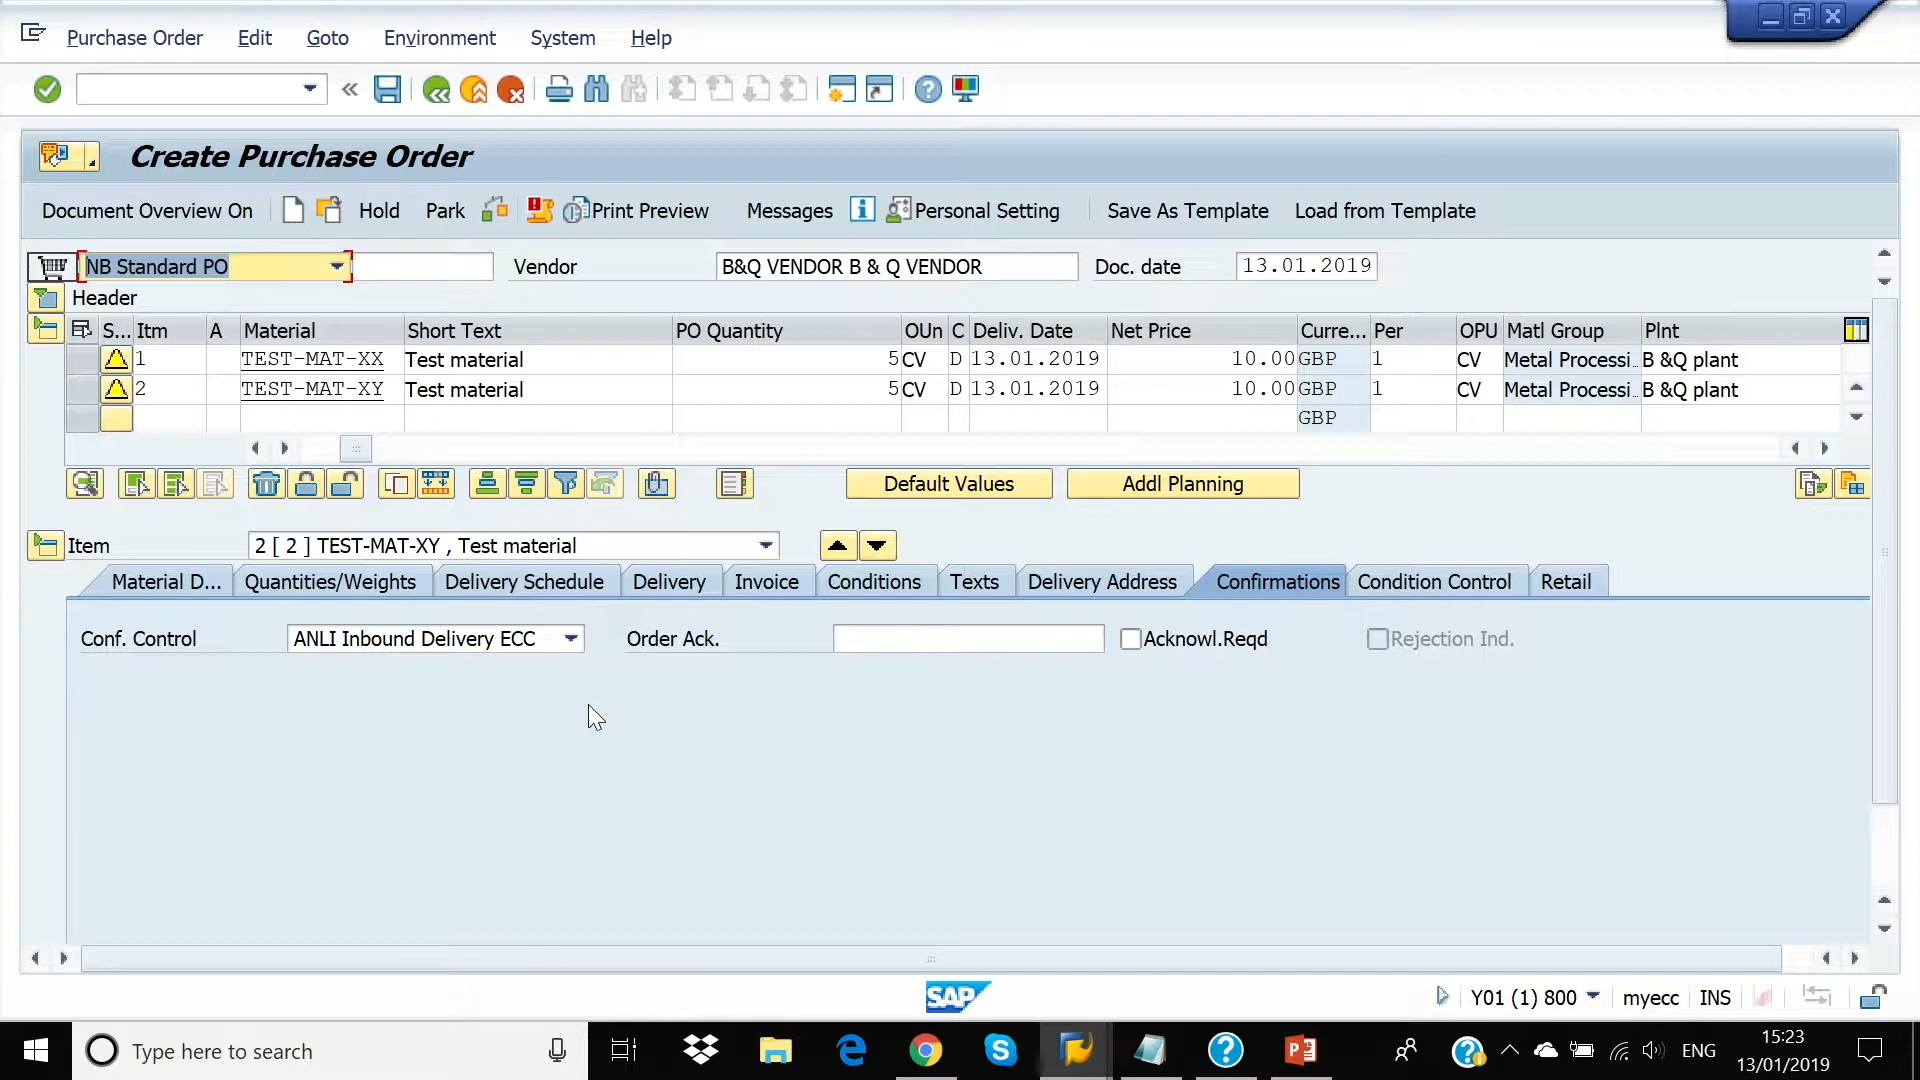 Purchase Order Edit Goto Environment System Help
Create Purchase Order
Document Overview On Hold Park Print Preview Messages Personal Setting Save As Template Load from Template
NB Standard PO Vendor B&Q VENDOR B & Q VENDOR Doc. date 13.01.2019
Header
S... Itm A Material Short Text PO Quantity OUn C Deliv. Date Net Price Curre... Per OPU Matl Group Plnt
1 TEST-MAT-XX Test material 5 CV D 13.01.2019 10.00 GBP 1 CV Metal Processi... B &Q plant
2 TEST-MAT-XY Test material 5 CV D 13.01.2019 10.00 GBP 1 CV Metal Processi... B &Q plant
GBP
Default Values Addl Planning
Item 2 [ 2 ] TEST-MAT-XY , Test material
Material D... Quantities/Weights Delivery Schedule Delivery Invoice Conditions Texts Delivery Address Confirmations Condition Control Retail
Conf. Control ANLI Inbound Delivery ECC Order Ack. Acknowl.Reqd Rejection Ind.
SAP Y01 (1) 800 myecc INS
Type here to search ENG 15:23
13/01/2019